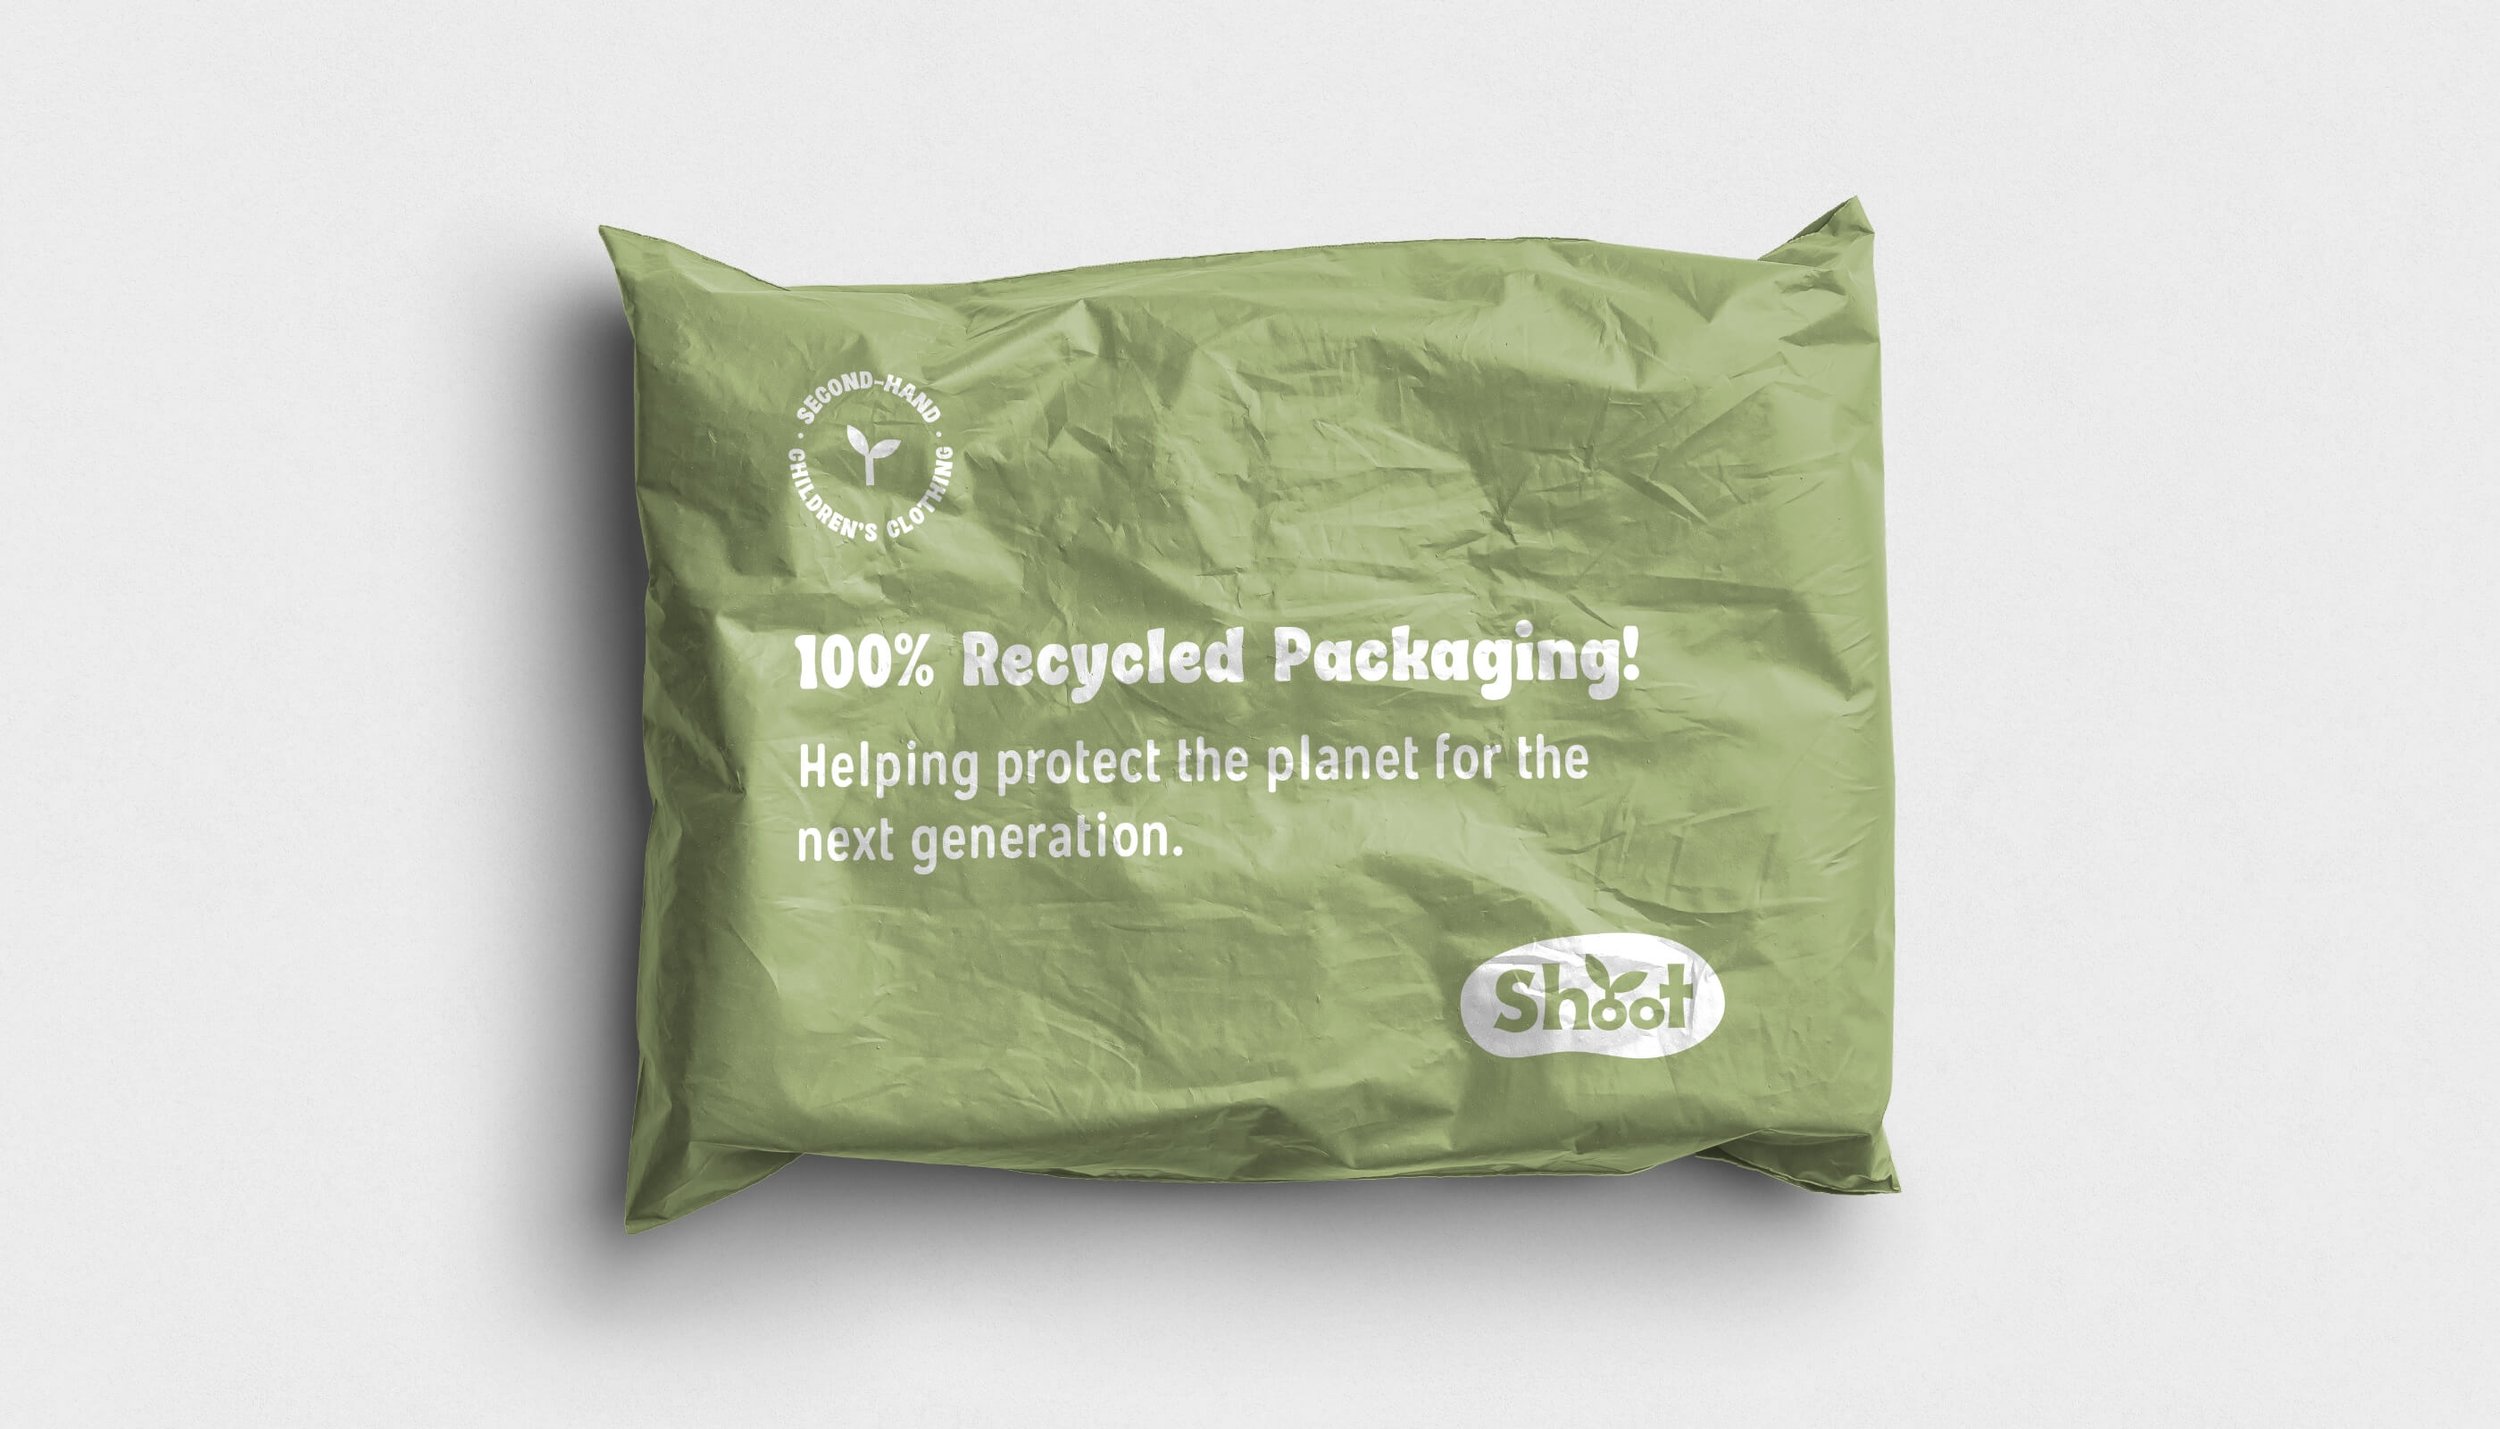 SECOND-HAND
· CHILDREN'S CLOTHING ·
100% Recycled Packaging!
Helping protect the planet for the
next generation.
Shoot